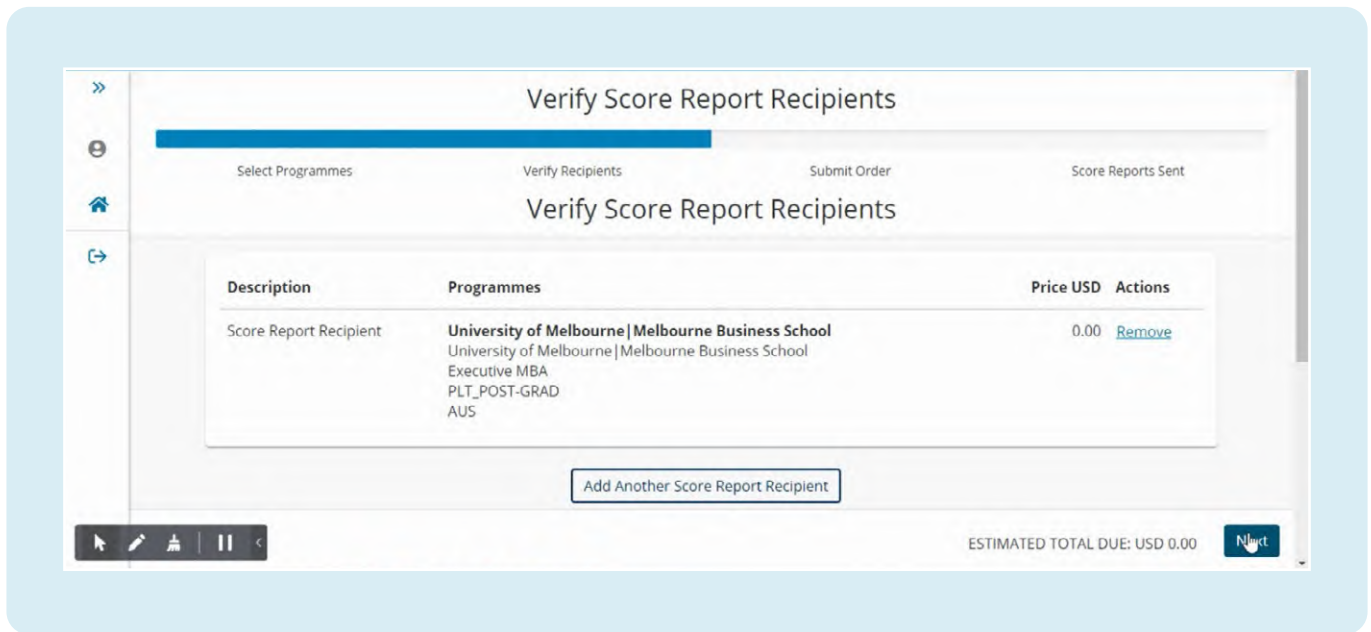 Verify Score Report Recipients
Select Programmes Verify Recipients Submit Order Score Reports Sent
Verify Score Report Recipients
Description Programmes Price USD Actions
Score Report Recipient University of Melbourne|Melbourne Business School 0.00 Remove
University of Melbourne|Melbourne Business School
Executive MBA
PLT_POST-GRAD
AUS
Add Another Score Report Recipient
ESTIMATED TOTAL DUE: USD 0.00 Next